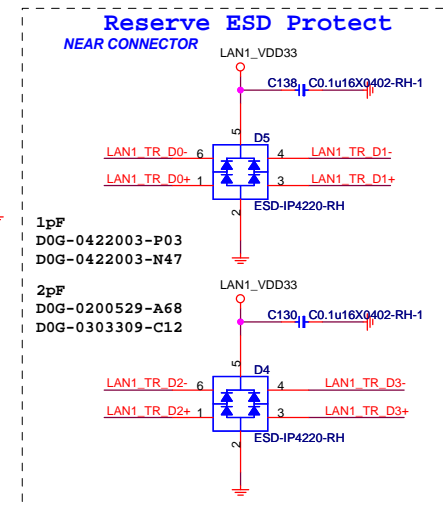 Reserve ESD Protect
NEAR CONNECTOR
LAN1_VDD33
C138 C0.1u16X0402-RH-1
5 D5
LAN1_TR_D0- 6 4 LAN1_TR_D1-
LAN1_TR_D0+ 1 3 LAN1_TR_D1+
2 ESD-IP4220-RH
1pF
D0G-0422003-P03
D0G-0422003-N47
2pF
D0G-0200529-A68
D0G-0303309-C12
LAN1_VDD33
C130 C0.1u16X0402-RH-1
5 D4
LAN1_TR_D2- 6 4 LAN1_TR_D3-
LAN1_TR_D2+ 1 3 LAN1_TR_D3+
2 ESD-IP4220-RH